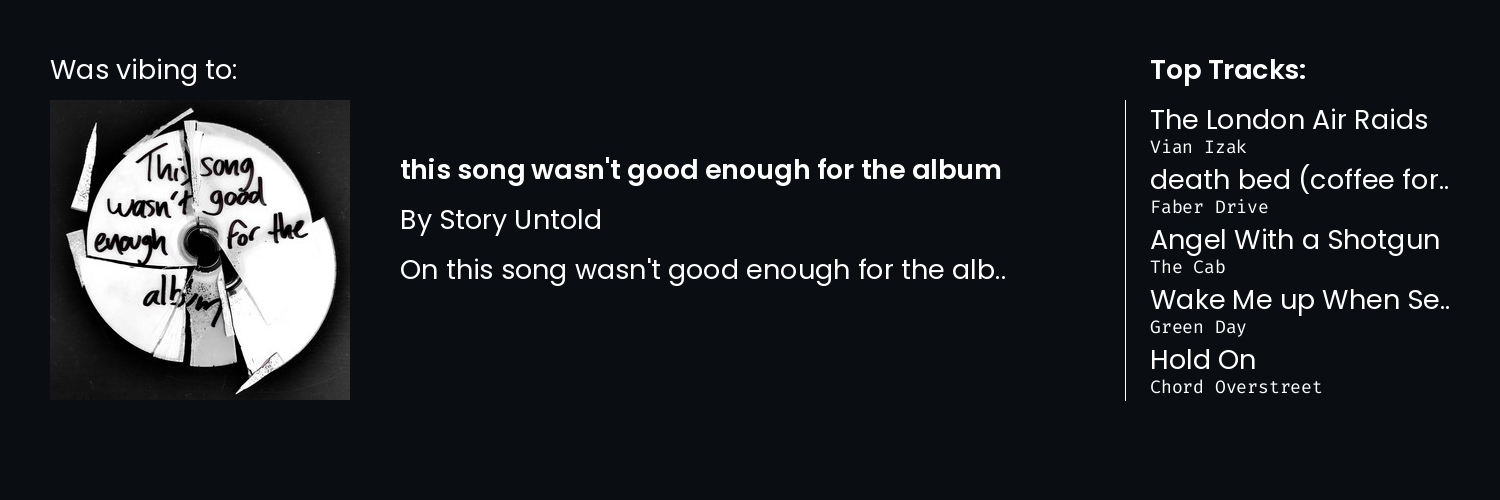 Was vibing to:
This song
wasn't good
enough for the
album
this song wasn't good enough for the album
By Story Untold
On this song wasn't good enough for the alb..
Top Tracks:
The London Air Raids
Vian Izak
death bed (coffee for..
Faber Drive
Angel With a Shotgun
The Cab
Wake Me up When Se..
Green Day
Hold On
Chord Overstreet